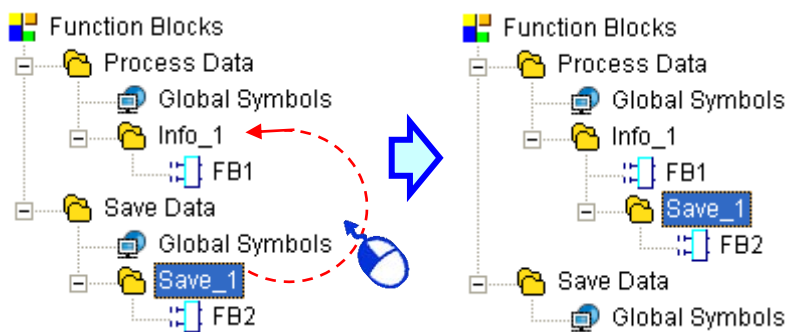 Function Blocks
Process Data
Global Symbols
Info_1
FB1
Save Data
Global Symbols
Save_1
FB2
Function Blocks
Process Data
Global Symbols
Info_1
FB1
Save_1
FB2
Save Data
Global Symbols